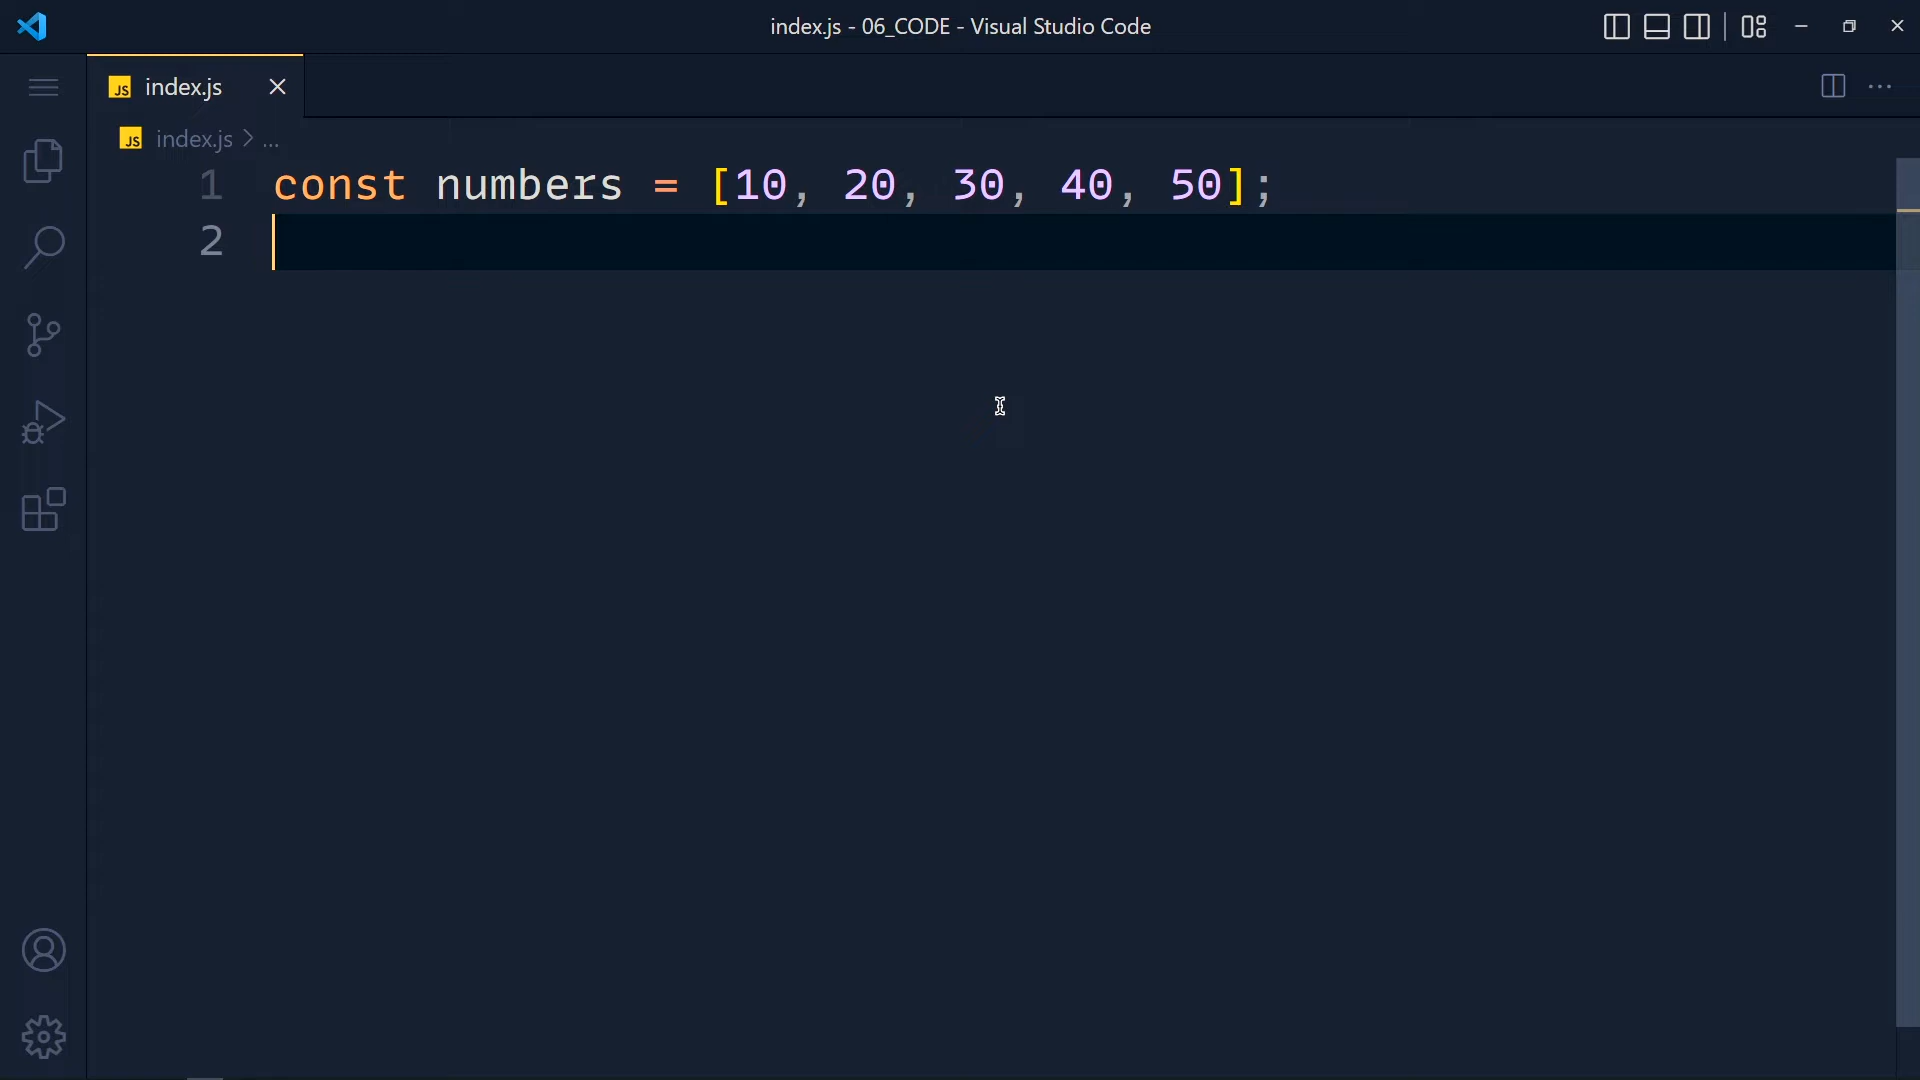 index.js - 06_CODE - Visual Studio Code
JS index.js
JS index.js > ...
1 const numbers = [10, 20, 30, 40, 50];
2